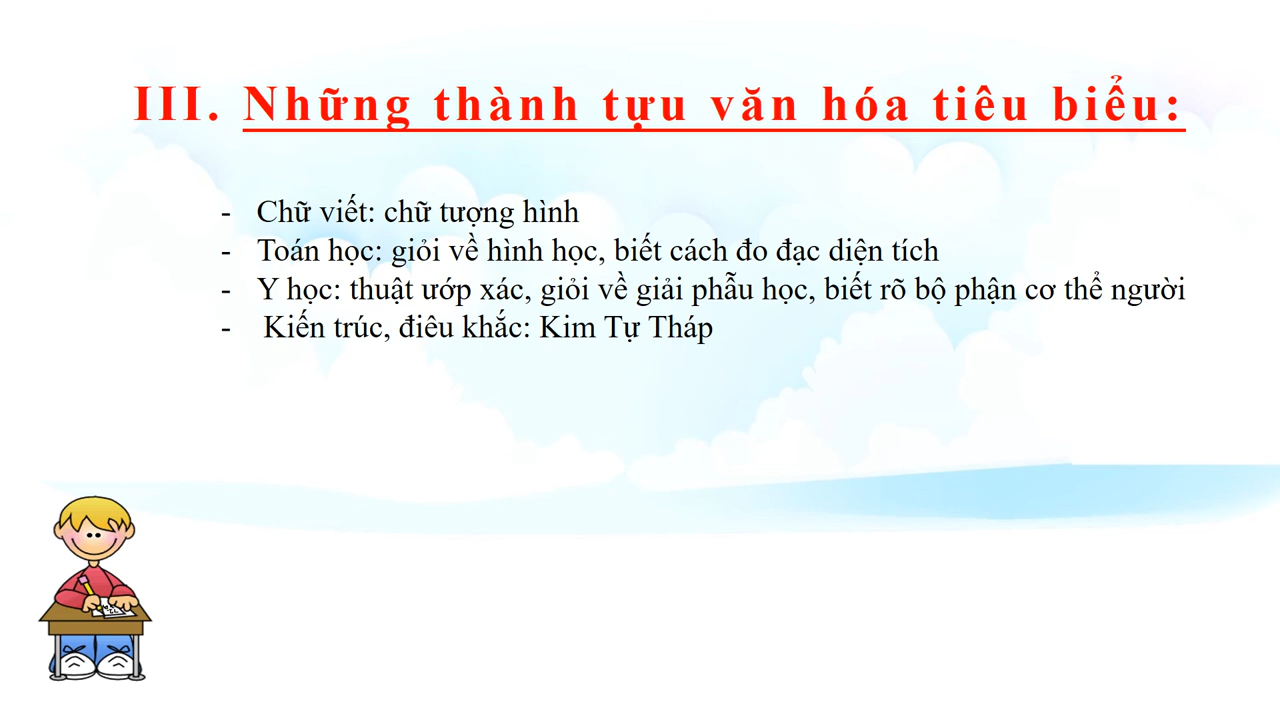 III. Những thành tựu văn hóa tiêu biểu:
- Chữ viết: chữ tượng hình
- Toán học: giỏi về hình học, biết cách đo đạc diện tích
- Y học: thuật ướp xác, giỏi về giải phẫu học, biết rõ bộ phận cơ thể người
- Kiến trúc, điêu khắc: Kim Tự Tháp